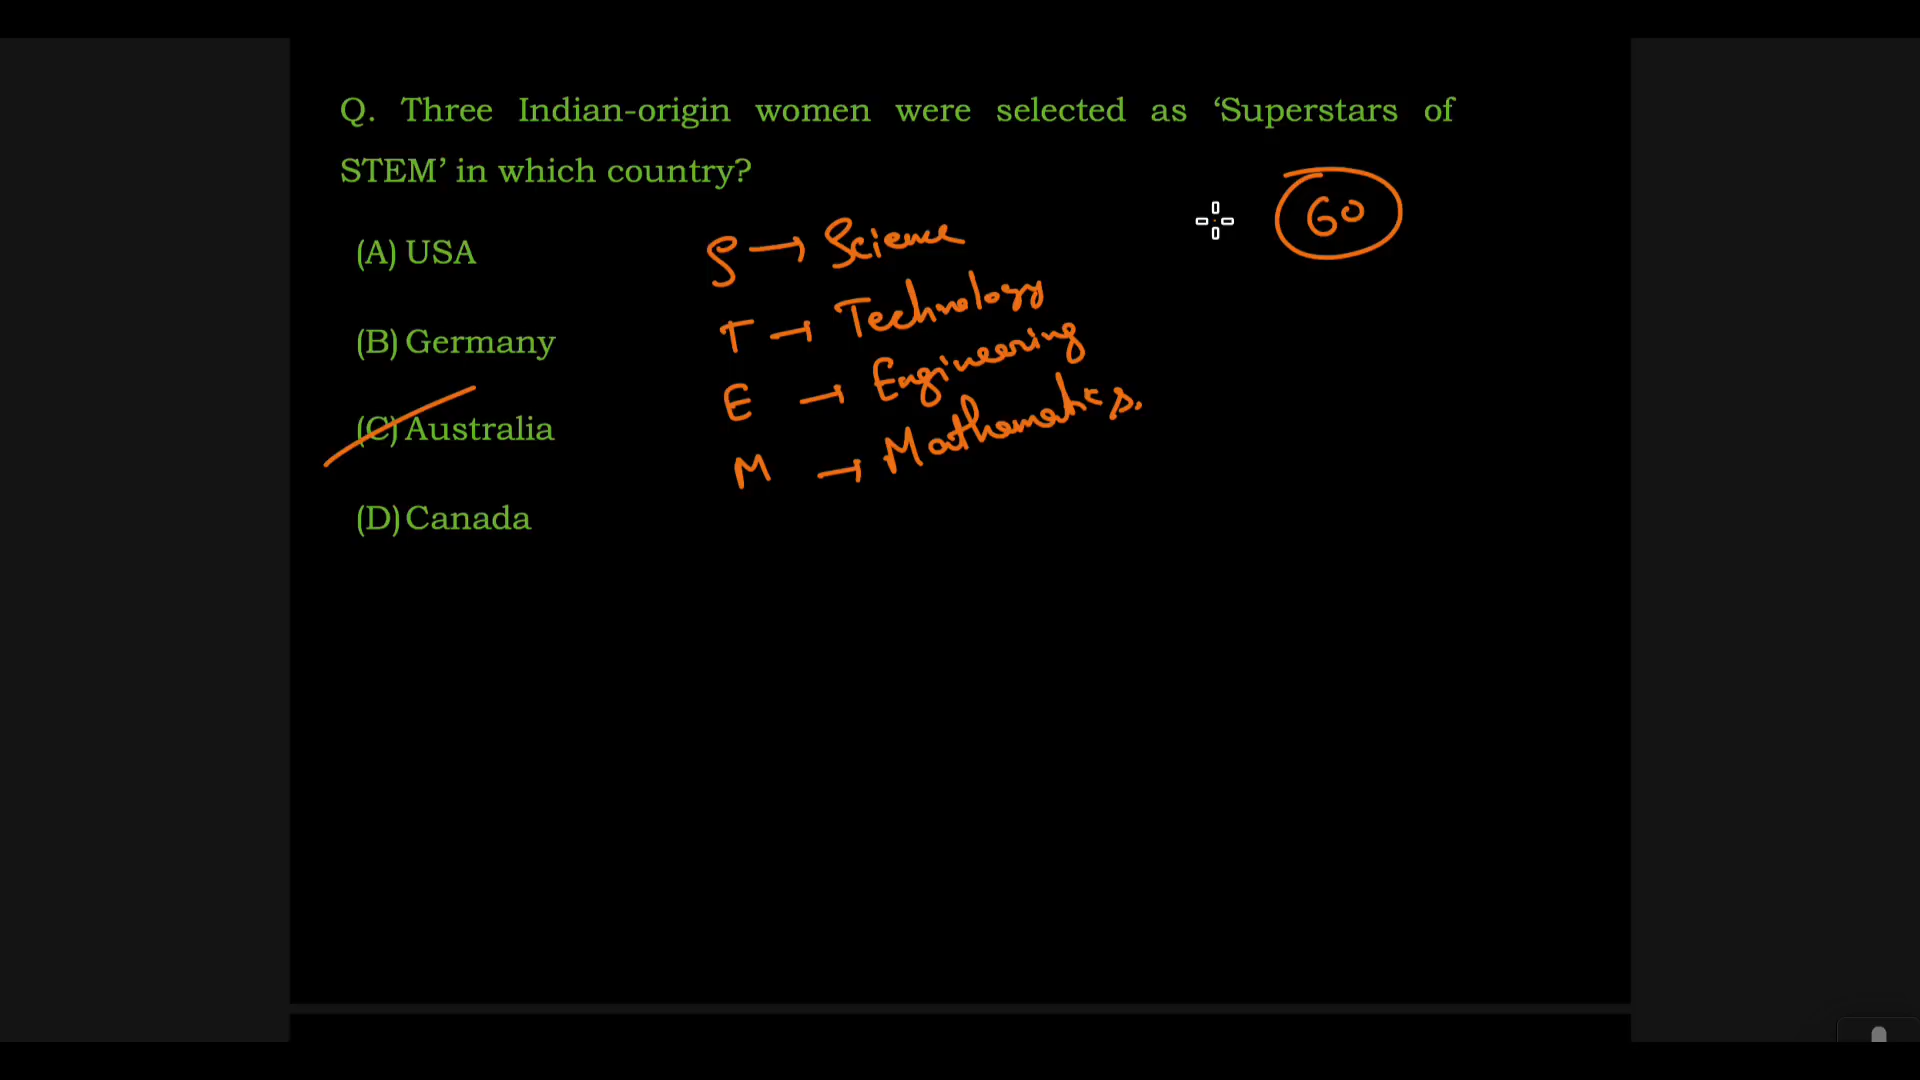 Q. Three Indian-origin women were selected as ‘Superstars of
STEM’ in which country?
60
(A) USA
S → Science
T → Technology
(B) Germany
E → Engineering
(C) Australia
M → Mathematics.
(D) Canada